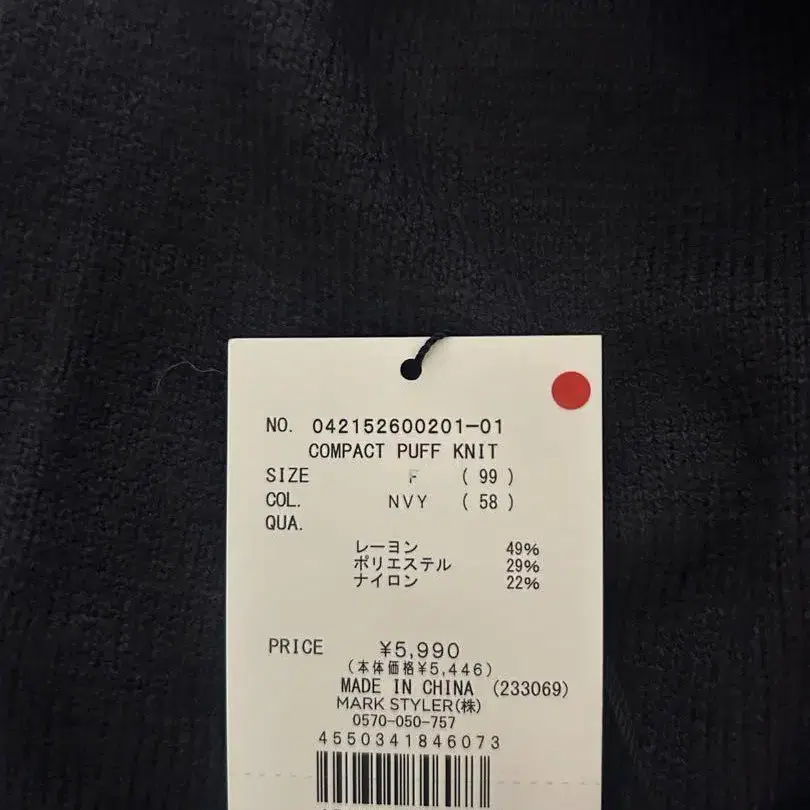 NO. 042152600201-01
COMPACT PUFF KNIT
SIZE F (99)
COL. NVY (58)
QUA.
レーヨン 49%
ポリエステル 29%
ナイロン 22%
PRICE ¥5,990
(本体価格¥5,446)
MADE IN CHINA (233069)
MARK STYLER(株)
0570-050-757
4550341846073